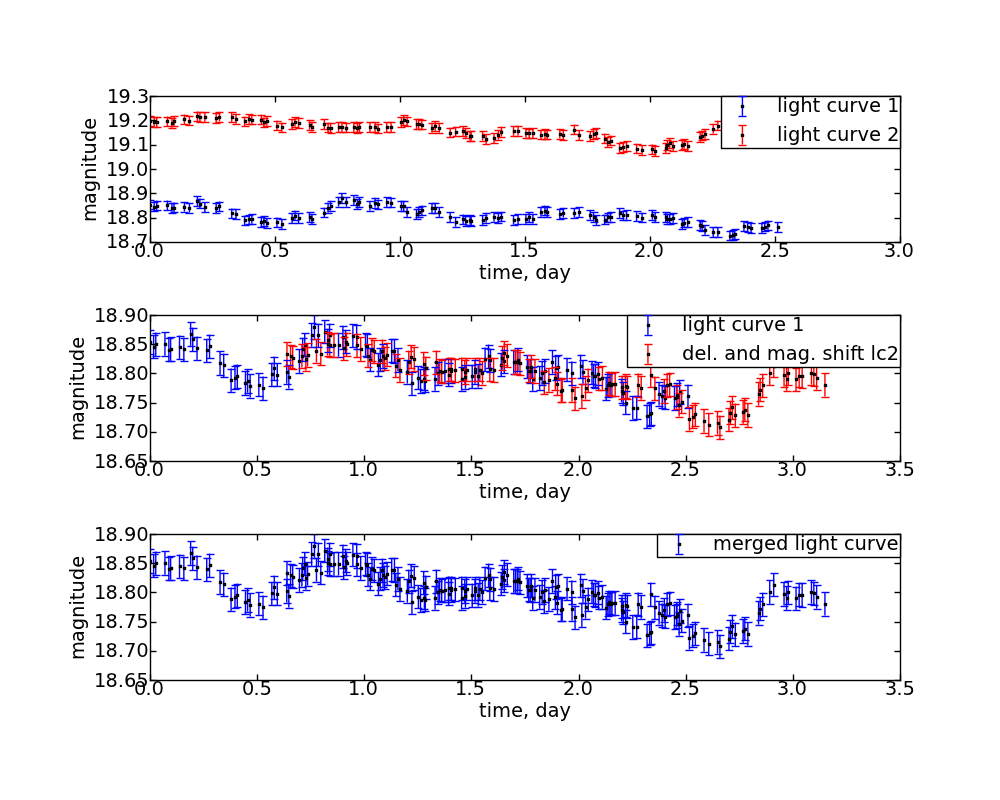 19.3
19.2
19.1
19.0
18.9
18.8
18.7
magnitude
light curve 1
light curve 2
0.0 0.5 1.0 1.5 2.0 2.5 3.0
time, day
18.90
18.85
18.80
18.75
18.70
18.65
magnitude
light curve 1
del. and mag. shift lc2
0.0 0.5 1.0 1.5 2.0 2.5 3.0 3.5
time, day
18.90
18.85
18.80
18.75
18.70
18.65
magnitude
merged light curve
0.0 0.5 1.0 1.5 2.0 2.5 3.0 3.5
time, day